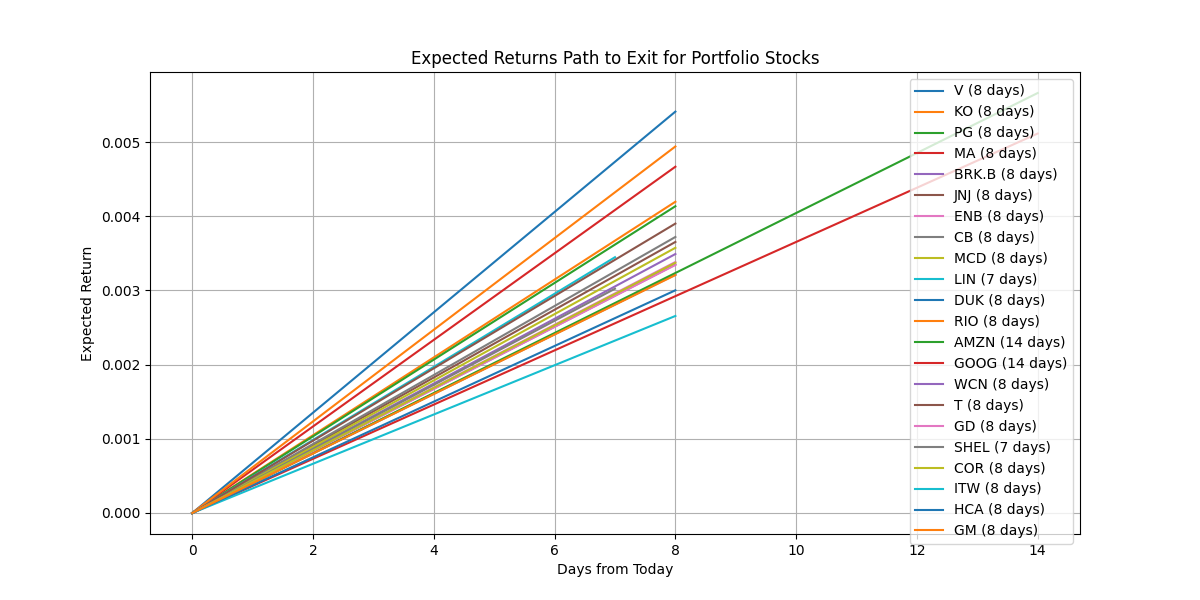 Expected Returns Path to Exit for Portfolio Stocks
Expected Return
0.005
0.004
0.003
0.002
0.001
0.000
V (8 days)
KO (8 days)
PG (8 days)
MA (8 days)
BRK.B (8 days)
JNJ (8 days)
ENB (8 days)
CB (8 days)
MCD (8 days)
LIN (7 days)
DUK (8 days)
RIO (8 days)
AMZN (14 days)
GOOG (14 days)
WCN (8 days)
T (8 days)
GD (8 days)
SHEL (7 days)
COR (8 days)
ITW (8 days)
HCA (8 days)
GM (8 days)
0 2 4 6 8 10 12 14
Days from Today